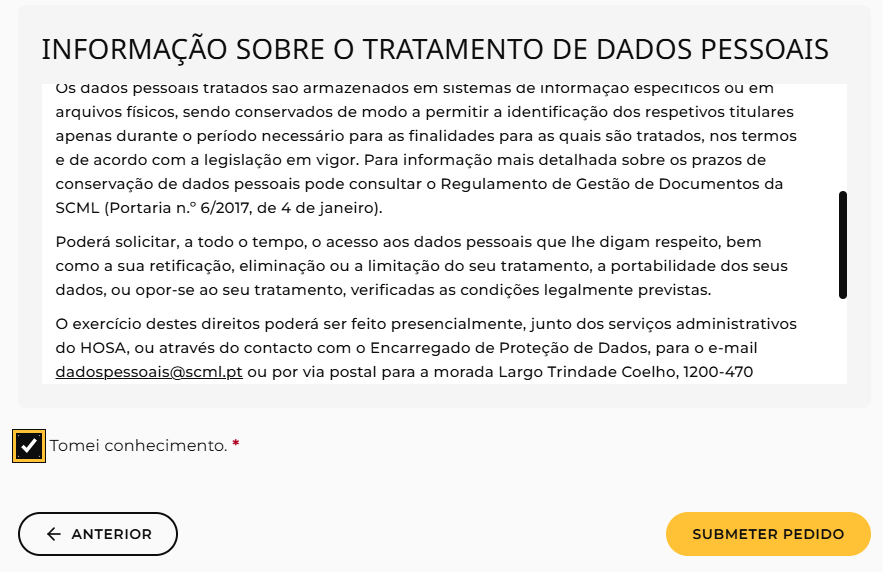 INFORMAÇÃO SOBRE O TRATAMENTO DE DADOS PESSOAIS
Os dados pessoais tratados são armazenados em sistemas de informação específicos ou em
arquivos físicos, sendo conservados de modo a permitir a identificação dos respetivos titulares
apenas durante o período necessário para as finalidades para as quais são tratados, nos termos
e de acordo com a legislação em vigor. Para informação mais detalhada sobre os prazos de
conservação de dados pessoais pode consultar o Regulamento de Gestão de Documentos da
SCML (Portaria n.º 6/2017, de 4 de janeiro).
Poderá solicitar, a todo o tempo, o acesso aos dados pessoais que lhe digam respeito, bem
como a sua retificação, eliminação ou a limitação do seu tratamento, a portabilidade dos seus
dados, ou opor-se ao seu tratamento, verificadas as condições legalmente previstas.
O exercício destes direitos poderá ser feito presencialmente, junto dos serviços administrativos
do HOSA, ou através do contacto com o Encarregado de Proteção de Dados, para o e-mail
dadospessoais@scml.pt ou por via postal para a morada Largo Trindade Coelho, 1200-470
Tomei conhecimento. *
ANTERIOR
SUBMETER PEDIDO